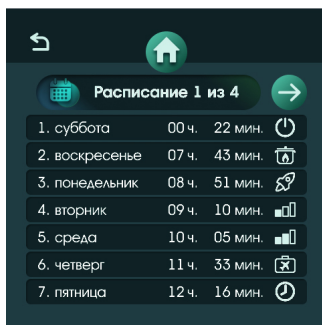 Расписание 1 из 4
1. суббота 00 ч. 22 мин.
2. воскресенье 07 ч. 43 мин.
3. понедельник 08 ч. 51 мин.
4. вторник 09 ч. 10 мин.
5. среда 10 ч. 05 мин.
6. четверг 11 ч. 33 мин.
7. пятница 12 ч. 16 мин.